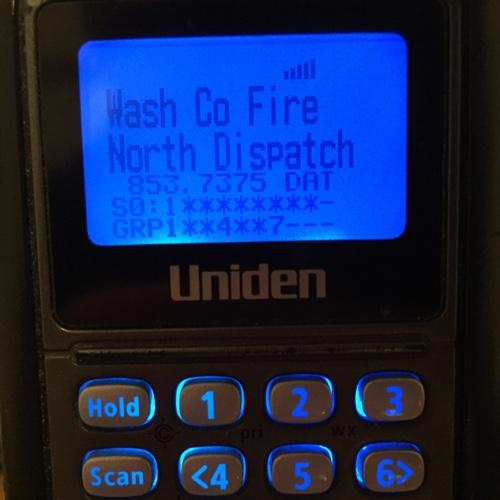 Wash Co Fire
North Dispatch
853.7375 DAT
S0:1********-
GRP1**4**7---
Uniden
Hold 1 2 3
pri wx
Scan <4 5 6>